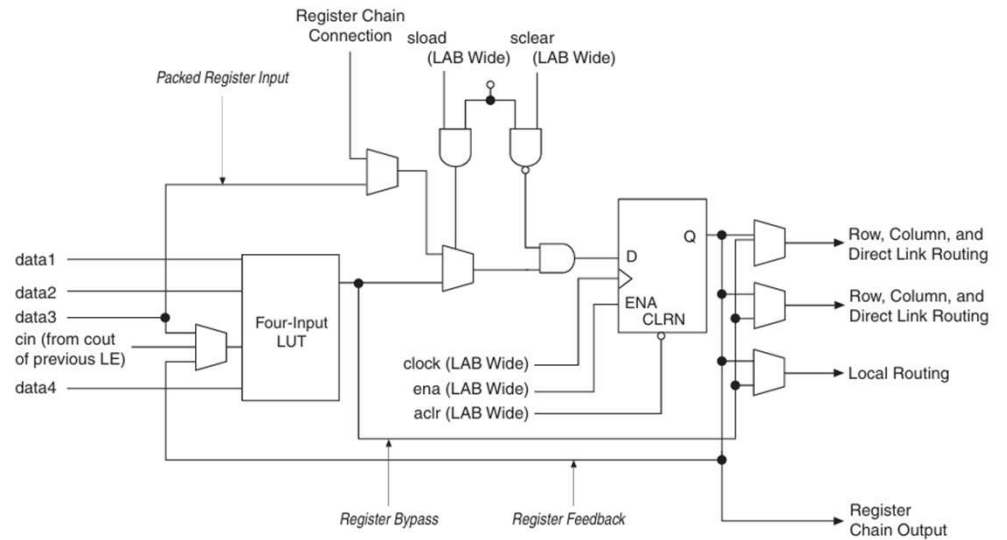 Register Chain
Connection
sload
(LAB Wide)
sclear
(LAB Wide)
Packed Register Input
data1
data2
data3
cin (from cout
of previous LE)
data4
Four-Input
LUT
D
Q
ENA
CLRN
clock (LAB Wide)
ena (LAB Wide)
aclr (LAB Wide)
Row, Column, and
Direct Link Routing
Row, Column, and
Direct Link Routing
Local Routing
Register Bypass
Register Feedback
Register
Chain Output